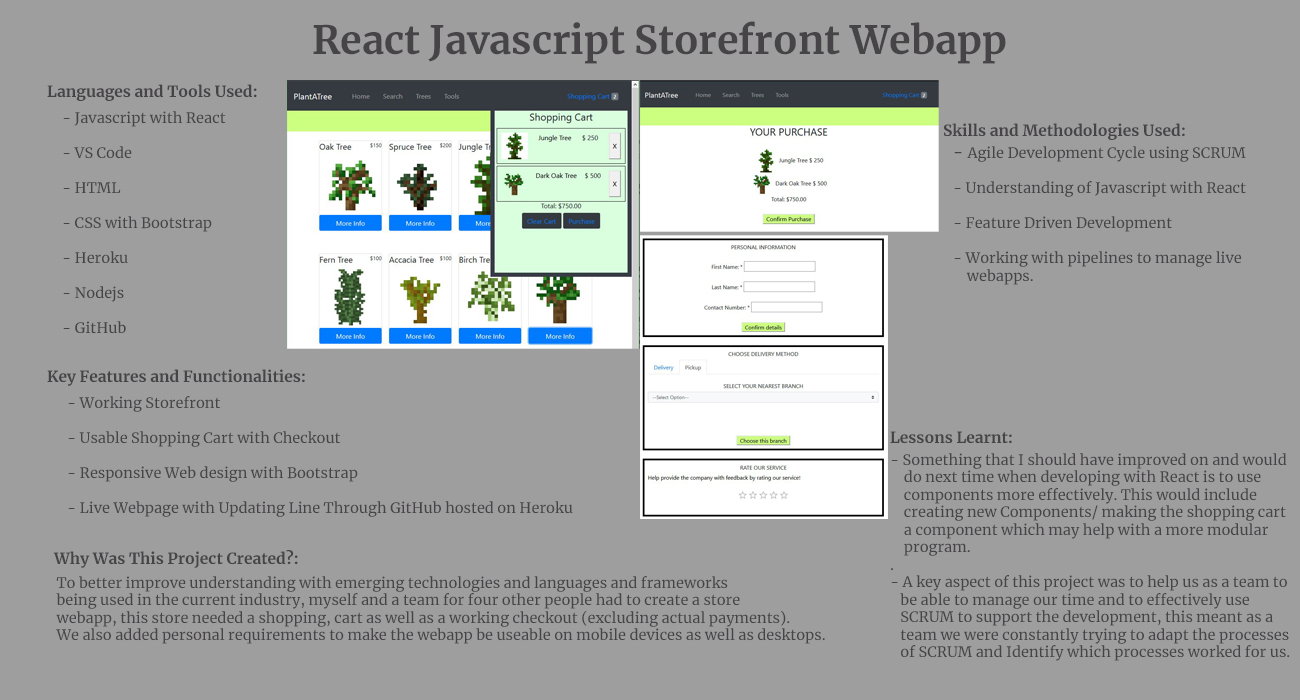 React Javascript Storefront Webapp
Languages and Tools Used:
- Javascript with React
- VS Code
- HTML
- CSS with Bootstrap
- Heroku
- Nodejs
- GitHub
PlantATree Home Search Trees Tools Shopping Cart 2
Oak Tree $150
Spruce Tree $200
Jungle Tr
More Info
More Info
Fern Tree $100
Accacia Tree $100
Birch Tre
More Info
More Info
More Info
More Info
Shopping Cart
Jungle Tree $ 250 X
Dark Oak Tree $ 500 X
Total: $750.00
Clear Cart Purchase
PlantATree Home Search Trees Tools Shopping Cart 2
YOUR PURCHASE
Jungle Tree $ 250
Dark Oak Tree $ 500
Total: $750.00
Confirm Purchase
PERSONAL INFORMATION
First Name: *
Last Name: *
Contact Number: *
Confirm details
CHOOSE DELIVERY METHOD
Delivery Pickup
SELECT YOUR NEAREST BRANCH
--Select Option--
Choose this branch
RATE OUR SERVICE
Help provide the company with feedback by rating our service!
Skills and Methodologies Used:
- Agile Development Cycle using SCRUM
- Understanding of Javascript with React
- Feature Driven Development
- Working with pipelines to manage live
webapps.
Key Features and Functionalities:
- Working Storefront
- Usable Shopping Cart with Checkout
- Responsive Web design with Bootstrap
- Live Webpage with Updating Line Through GitHub hosted on Heroku
Why Was This Project Created?:
To better improve understanding with emerging technologies and languages and frameworks
being used in the current industry, myself and a team for four other people had to create a store
webapp, this store needed a shopping, cart as well as a working checkout (excluding actual payments).
We also added personal requirements to make the webapp be useable on mobile devices as well as desktops.
Lessons Learnt:
- Something that I should have improved on and would
do next time when developing with React is to use
components more effectively. This would include
creating new Components/ making the shopping cart
a component which may help with a more modular
program.
.
- A key aspect of this project was to help us as a team to
be able to manage our time and to effectively use
SCRUM to support the development, this meant as a
team we were constantly trying to adapt the processes
of SCRUM and Identify which processes worked for us.